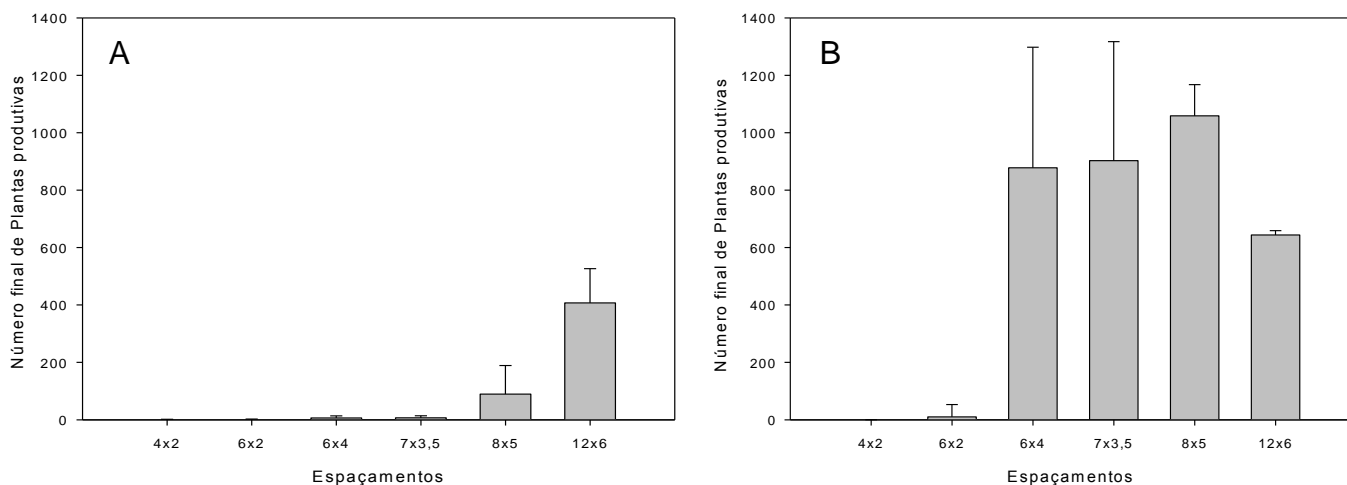 A
Número final de Plantas produtivas
1400
1200
1000
800
600
400
200
0
4x2 6x2 6x4 7x3,5 8x5 12x6
Espaçamentos
B
Número final de Plantas produtivas
1400
1200
1000
800
600
400
200
0
4x2 6x2 6x4 7x3,5 8x5 12x6
Espaçamentos